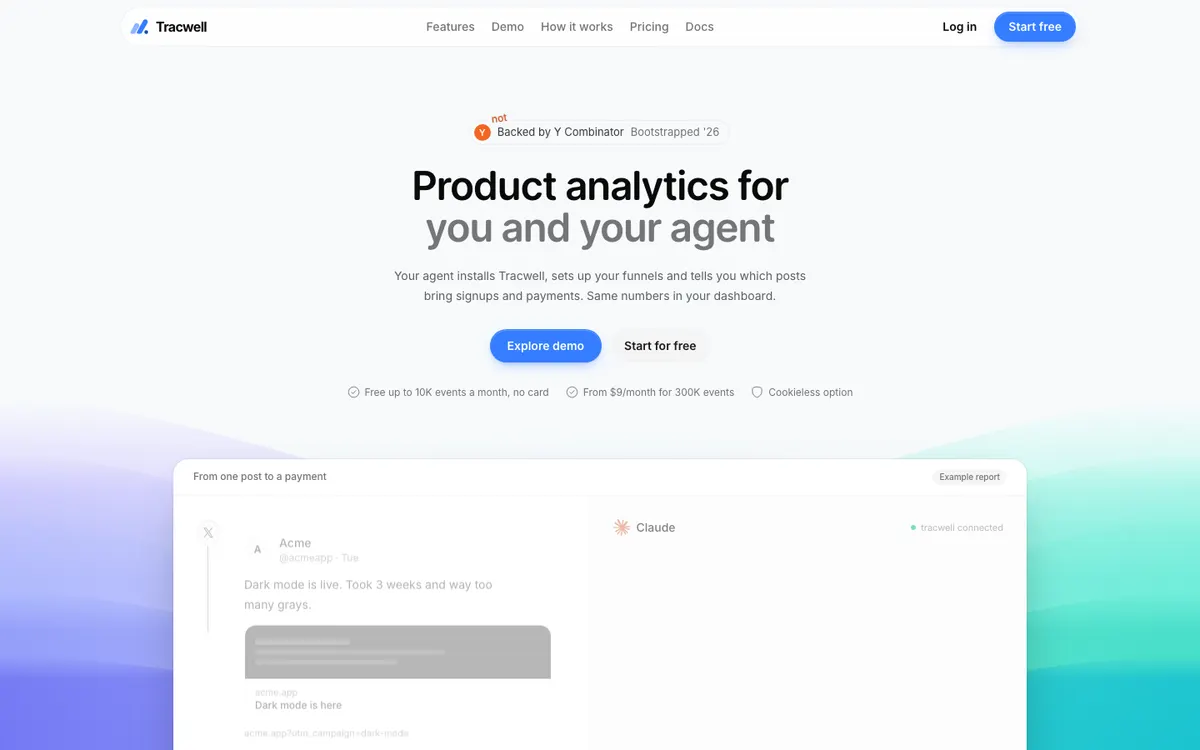 Tracwell
Features
Demo
How it works
Pricing
Docs
Log in
Start free
not
Y
Backed by Y Combinator
Bootstrapped '26
Product analytics for
you and your agent
Your agent installs Tracwell, sets up your funnels and tells you which posts
bring signups and payments. Same numbers in your dashboard.
Explore demo
Start for free
Free up to 10K events a month, no card
From $9/month for 300K events
Cookieless option
From one post to a payment
Example report
A
Acme
@acmeapp · Tue
Dark mode is live. Took 3 weeks and way too
many grays.
acme.app
Dark mode is here
acme.app?utm_campaign=dark-mode
Claude
tracwell connected